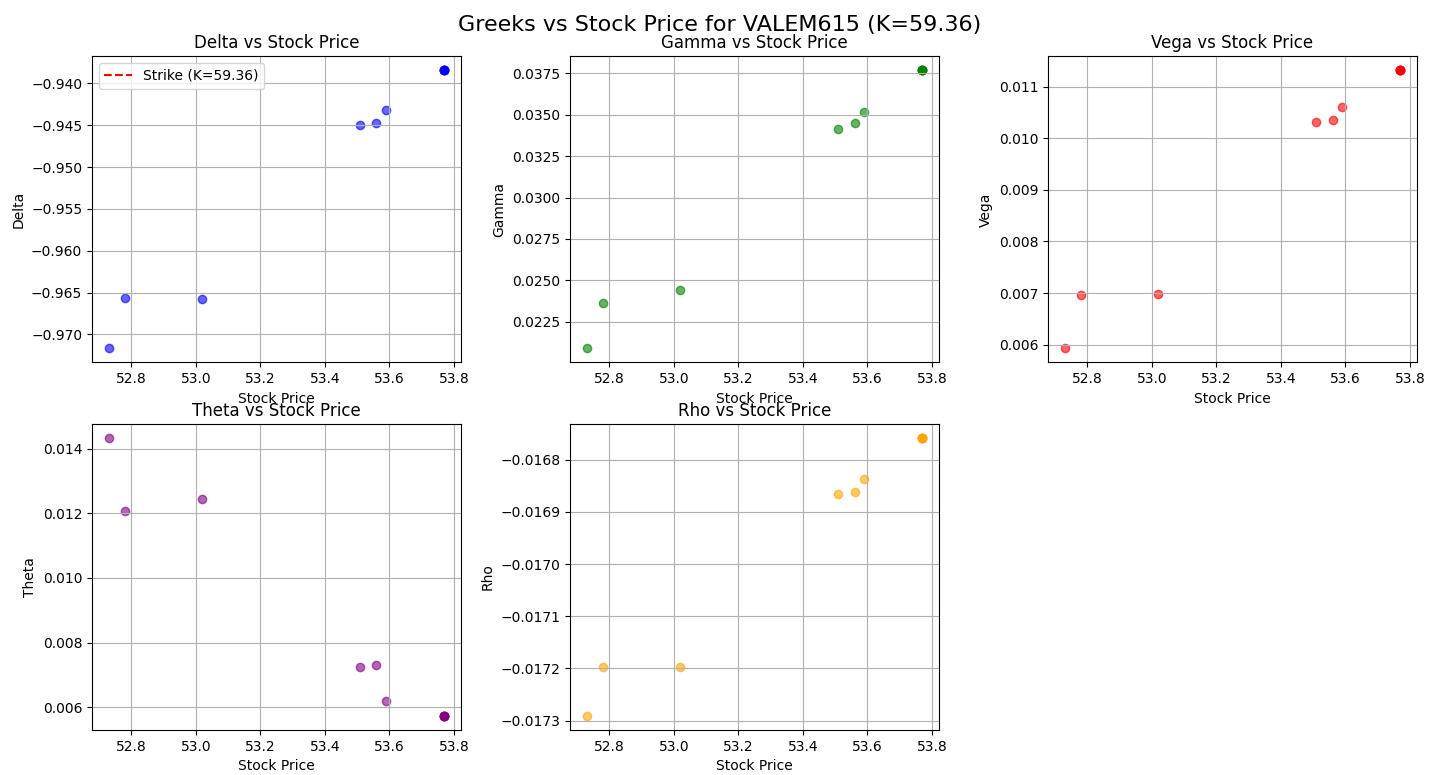 Greeks vs Stock Price for VALEM615 (K=59.36)
Delta vs Stock Price
Strike (K=59.36)
Delta
−0.940
−0.945
−0.950
−0.955
−0.960
−0.965
−0.970
52.8 53.0 53.2 53.4 53.6 53.8
Stock Price
Gamma vs Stock Price
Gamma
0.0375
0.0350
0.0325
0.0300
0.0275
0.0250
0.0225
52.8 53.0 53.2 53.4 53.6 53.8
Stock Price
Vega vs Stock Price
Vega
0.011
0.010
0.009
0.008
0.007
0.006
52.8 53.0 53.2 53.4 53.6 53.8
Stock Price
Theta vs Stock Price
Theta
0.014
0.012
0.010
0.008
0.006
52.8 53.0 53.2 53.4 53.6 53.8
Stock Price
Rho vs Stock Price
Rho
−0.0168
−0.0169
−0.0170
−0.0171
−0.0172
−0.0173
52.8 53.0 53.2 53.4 53.6 53.8
Stock Price